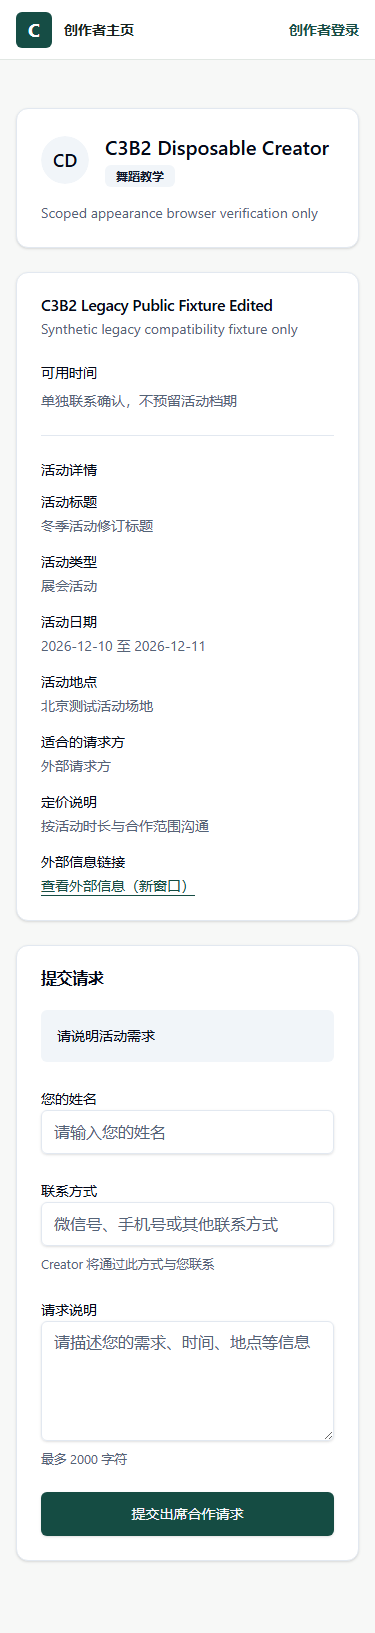 C 创作者主页 创作者登录
CD
C3B2 Disposable Creator
舞蹈教学
Scoped appearance browser verification only
C3B2 Legacy Public Fixture Edited
Synthetic legacy compatibility fixture only
可用时间
单独联系确认，不预留活动档期
活动详情
活动标题
冬季活动修订标题
活动类型
展会活动
活动日期
2026-12-10 至 2026-12-11
活动地点
北京测试活动场地
适合的请求方
外部请求方
定价说明
按活动时长与合作范围沟通
外部信息链接
查看外部信息（新窗口）
提交请求
请说明活动需求
您的姓名
请输入您的姓名
联系方式
微信号、手机号或其他联系方式
Creator 将通过此方式与您联系
请求说明
请描述您的需求、时间、地点等信息
最多 2000 字符
提交出席合作请求